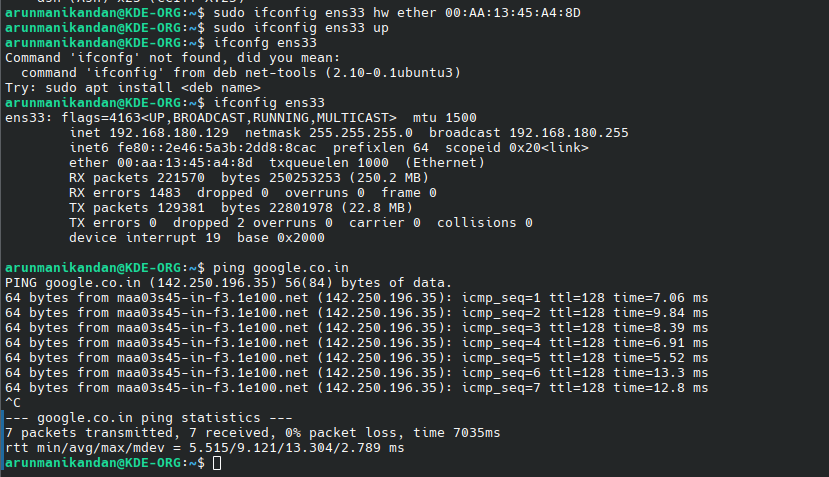 arunmanikandan@KDE-ORG:~$ sudo ifconfig ens33 hw ether 00:AA:13:45:A4:8D
arunmanikandan@KDE-ORG:~$ sudo ifconfig ens33 up
arunmanikandan@KDE-ORG:~$ ifconfg ens33
Command 'ifconfg' not found, did you mean:
  command 'ifconfig' from deb net-tools (2.10-0.1ubuntu3)
Try: sudo apt install <deb name>
arunmanikandan@KDE-ORG:~$ ifconfig ens33
ens33: flags=4163<UP,BROADCAST,RUNNING,MULTICAST>  mtu 1500
        inet 192.168.180.129  netmask 255.255.255.0  broadcast 192.168.180.255
        inet6 fe80::2e46:5a3b:2dd8:8cac  prefixlen 64  scopeid 0x20<link>
        ether 00:aa:13:45:a4:8d  txqueuelen 1000  (Ethernet)
        RX packets 221570  bytes 250253253 (250.2 MB)
        RX errors 1483  dropped 0  overruns 0  frame 0
        TX packets 129381  bytes 22801978 (22.8 MB)
        TX errors 0  dropped 2 overruns 0  carrier 0  collisions 0
        device interrupt 19  base 0x2000
arunmanikandan@KDE-ORG:~$ ping google.co.in
PING google.co.in (142.250.196.35) 56(84) bytes of data.
64 bytes from maa03s45-in-f3.1e100.net (142.250.196.35): icmp_seq=1 ttl=128 time=7.06 ms
64 bytes from maa03s45-in-f3.1e100.net (142.250.196.35): icmp_seq=2 ttl=128 time=9.84 ms
64 bytes from maa03s45-in-f3.1e100.net (142.250.196.35): icmp_seq=3 ttl=128 time=8.39 ms
64 bytes from maa03s45-in-f3.1e100.net (142.250.196.35): icmp_seq=4 ttl=128 time=6.91 ms
64 bytes from maa03s45-in-f3.1e100.net (142.250.196.35): icmp_seq=5 ttl=128 time=5.52 ms
64 bytes from maa03s45-in-f3.1e100.net (142.250.196.35): icmp_seq=6 ttl=128 time=13.3 ms
64 bytes from maa03s45-in-f3.1e100.net (142.250.196.35): icmp_seq=7 ttl=128 time=12.8 ms
^C
--- google.co.in ping statistics ---
7 packets transmitted, 7 received, 0% packet loss, time 7035ms
rtt min/avg/max/mdev = 5.515/9.121/13.304/2.789 ms
arunmanikandan@KDE-ORG:~$